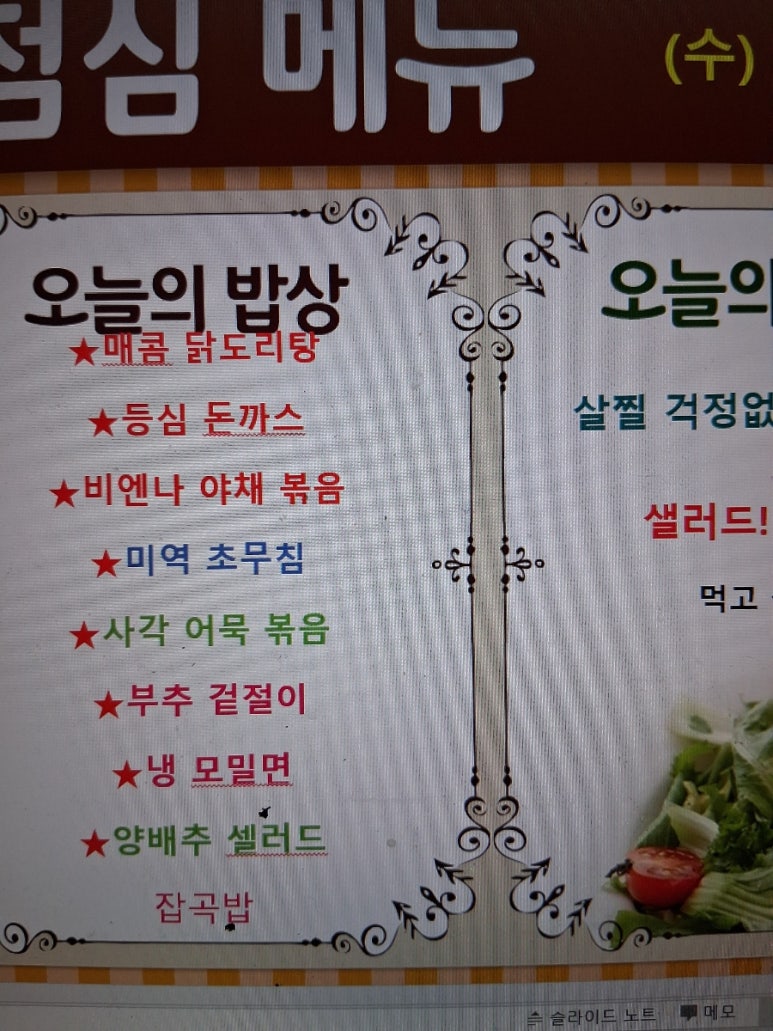 점심 메뉴 (수)
오늘의 밥상
★매콤 닭도리탕
★등심 돈까스
★비엔나 야채 볶음
★미역 초무침
★사각 어묵 볶음
★부추 겉절이
★냉 모밀면
★양배추 셀러드
잡곡밥
오늘의
살찔 걱정없
샐러드!
먹고
슬라이드 노트 메모